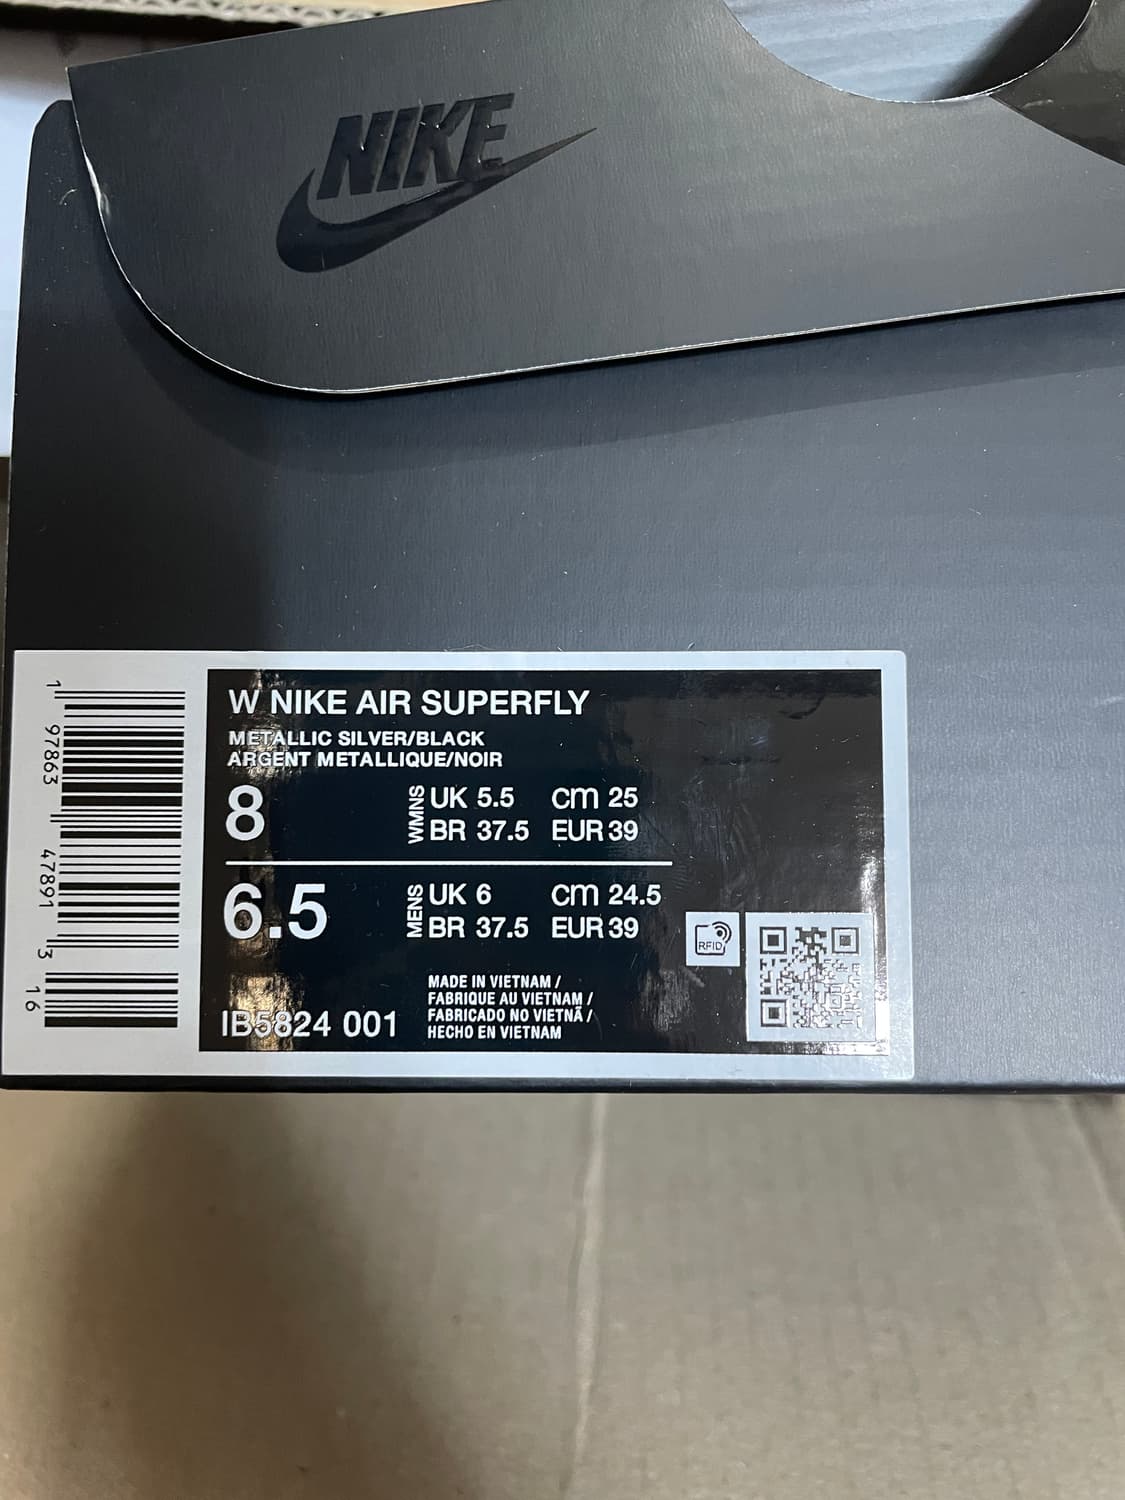 NIKE
W NIKE AIR SUPERFLY
METALLIC SILVER/BLACK
ARGENT METALLIQUE/NOIR
8 WMNS UK 5.5 cm 25
BR 37.5 EUR 39
6.5 MENS UK 6 cm 24.5
BR 37.5 EUR 39
RFID
MADE IN VIETNAM /
FABRIQUE AU VIETNAM /
FABRICADO NO VIETNÃ /
HECHO EN VIETNAM
IB5824 001
1 97863 47891 3 16